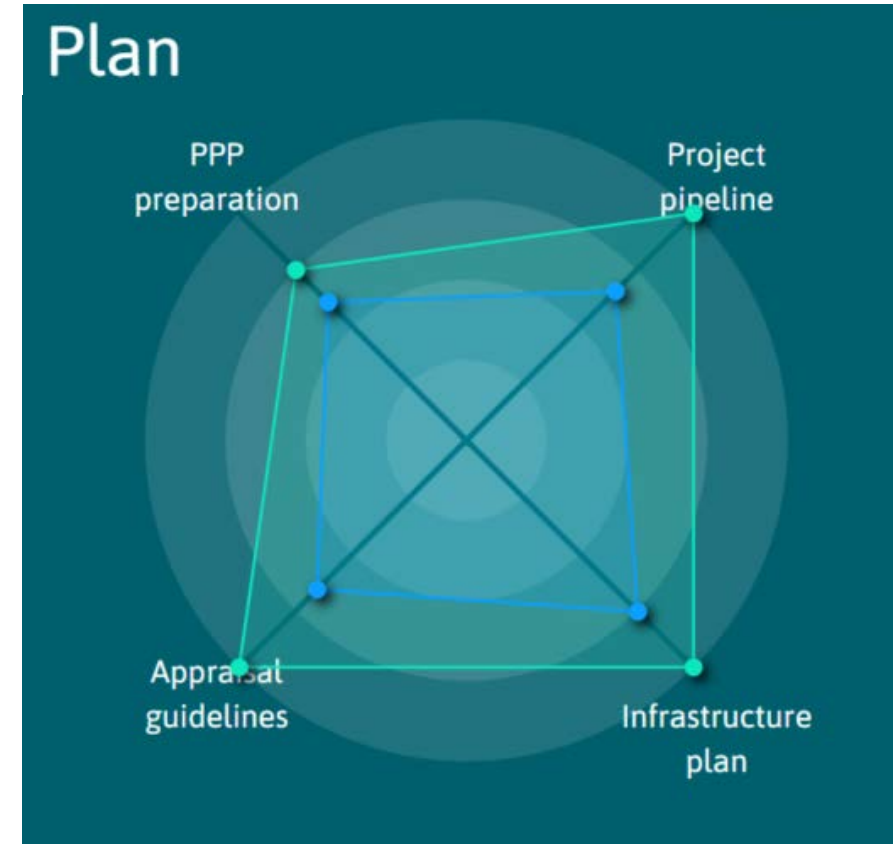 Plan
PPP
preparation
Project
pipeline
Appraisal
guidelines
Infrastructure
plan